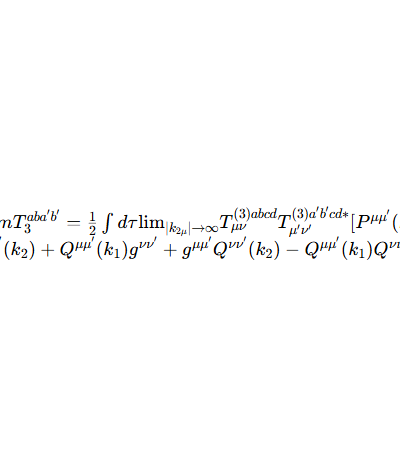 mT_3^{aba'b'} = \frac{1}{2} \int d\tau \lim_{|k_{2\mu}| \to \infty} T_{\mu\nu}^{(3)abcd} T_{\mu'\nu'}^{(3)a'b'cd*} [P^{\mu\mu'}(
(k_2) + Q^{\mu\mu'}(k_1) g^{\nu\nu'} + g^{\mu\mu'} Q^{\nu\nu'}(k_2) - Q^{\mu\mu'}(k_1) Q^{\nu